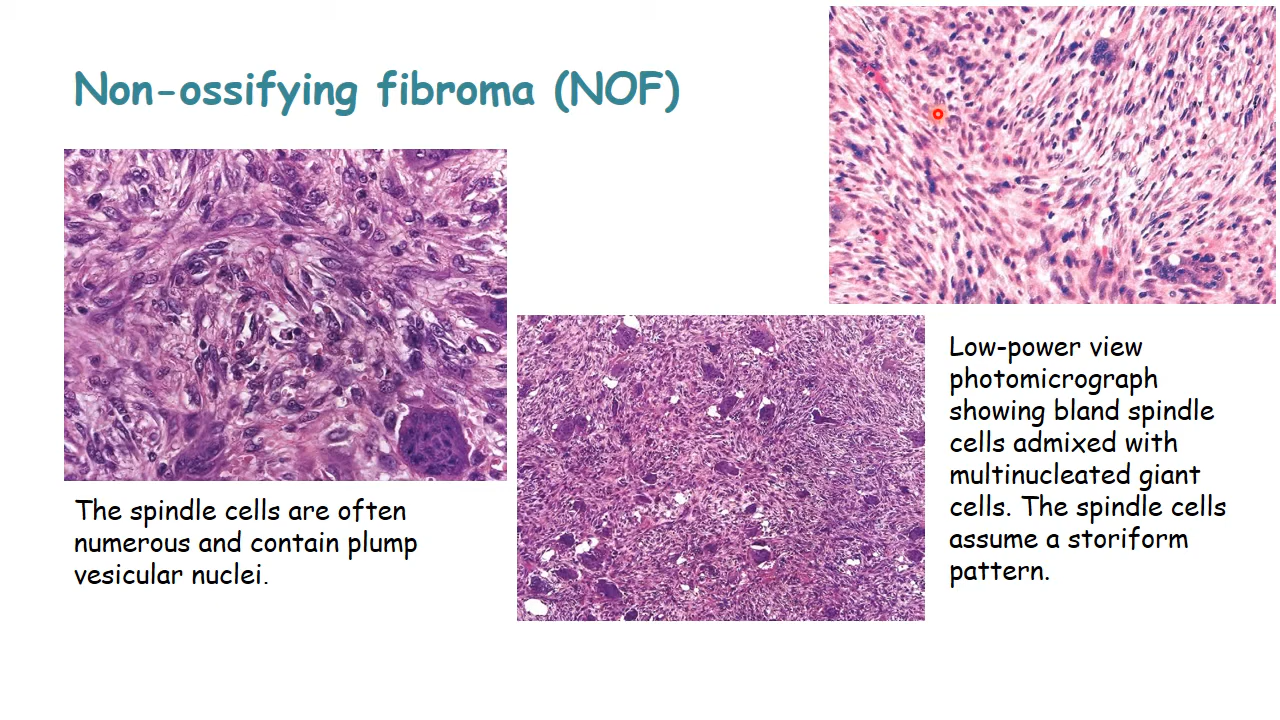 Non-ossifying fibroma (NOF)
The spindle cells are often
numerous and contain plump
vesicular nuclei.
Low-power view
photomicrograph
showing bland spindle
cells admixed with
multinucleated giant
cells. The spindle cells
assume a storiform
pattern.